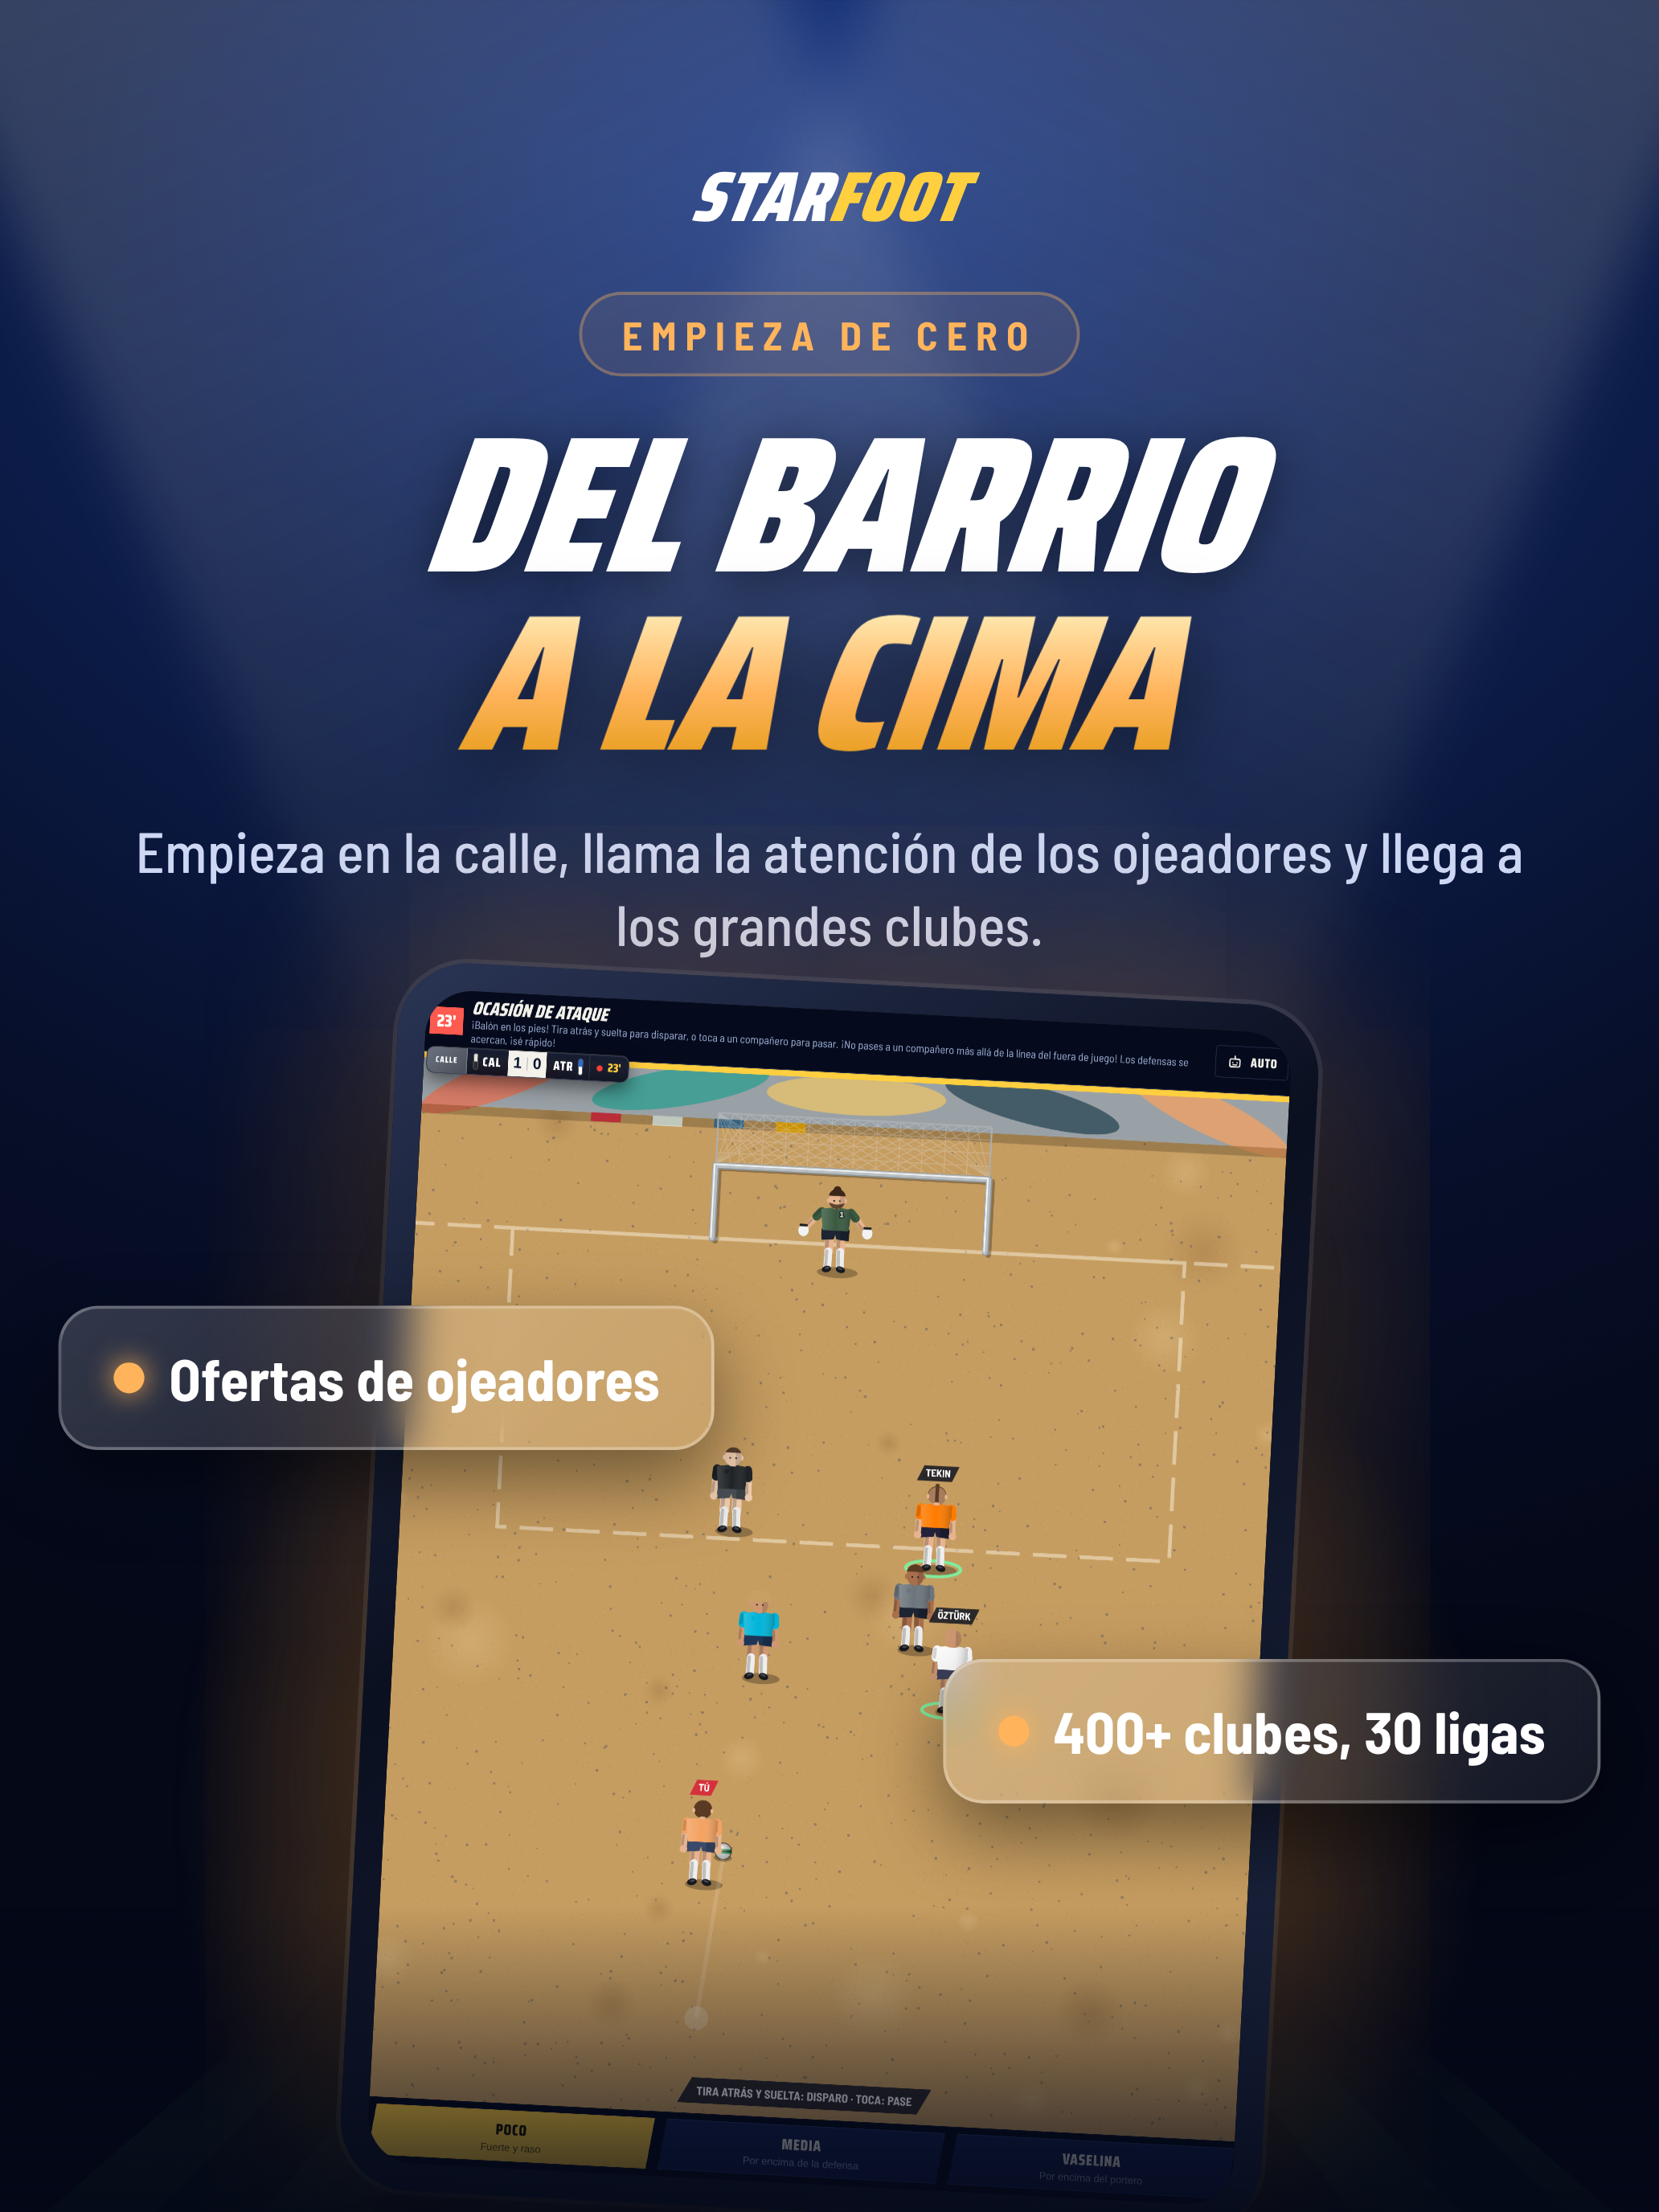 STARFOOT
EMPIEZA DE CERO
DEL BARRIO
A LA CIMA
Empieza en la calle, llama la atención de los ojeadores y llega a
los grandes clubes.
23'
OCASIÓN DE ATAQUE
¡Balón en los pies! Tira atrás y suelta para disparar, o toca a un compañero para pasar. ¡No pases a un compañero más allá de la línea del fuera de juego! Los defensas se
acercan, ¡sé rápido!
AUTO
CALLE CAL 1 0 ATR 23'
1
Ofertas de ojeadores
TEKIN
ÖZTÜRK
400+ clubes, 30 ligas
TÚ
TIRA ATRÁS Y SUELTA: DISPARO · TOCA: PASE
POCO
Fuerte y raso
MEDIA
Por encima de la defensa
VASELINA
Por encima del portero